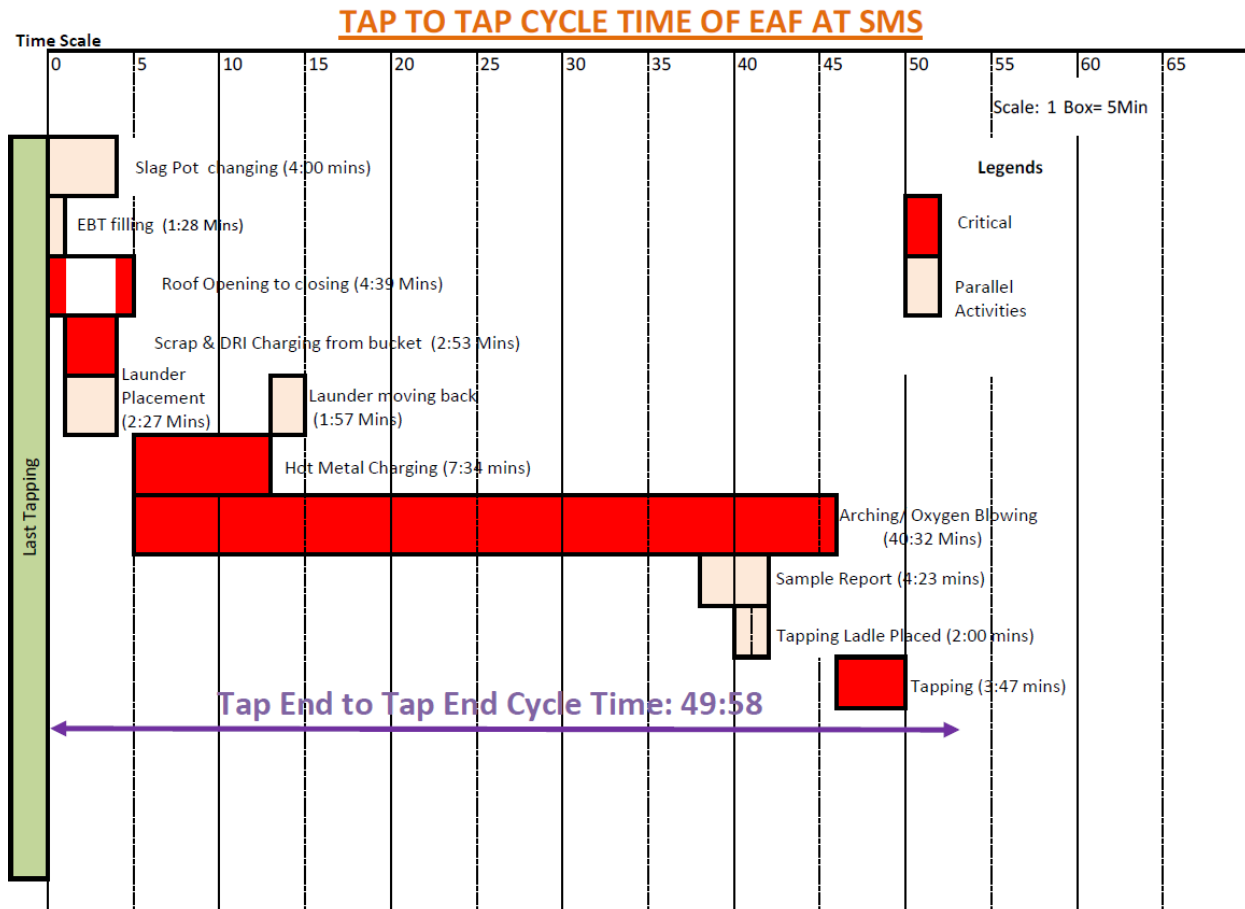 TAP TO TAP CYCLE TIME OF EAF AT SMS
Time Scale
0 5 10 15 20 25 30 35 40 45 50 55 60 65
Scale: 1 Box= 5Min
Slag Pot changing (4:00 mins)
Legends
EBT filling (1:28 Mins)
Critical
Roof Opening to closing (4:39 Mins)
Parallel
Activities
Scrap & DRI Charging from bucket (2:53 Mins)
Launder
Placement
(2:27 Mins)
Launder moving back
(1:57 Mins)
Hot Metal Charging (7:34 mins)
Last Tapping
Arching/ Oxygen Blowing
(40:32 Mins)
Sample Report (4:23 mins)
Tapping Ladle Placed (2:00 mins)
Tapping (3:47 mins)
Tap End to Tap End Cycle Time: 49:58